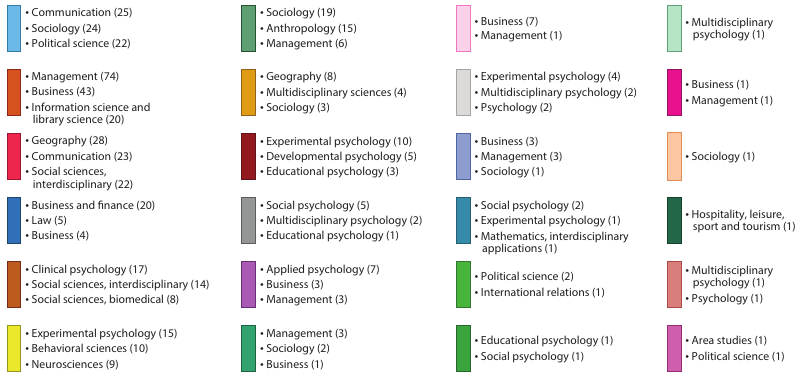 • Communication (25)
• Sociology (24)
• Political science (22)
• Management (74)
• Business (43)
• Information science and
library science (20)
• Geography (28)
• Communication (23)
• Social sciences,
interdisciplinary (22)
• Business and finance (20)
• Law (5)
• Business (4)
• Clinical psychology (17)
• Social sciences, interdisciplinary (14)
• Social sciences, biomedical (8)
• Experimental psychology (15)
• Behavioral sciences (10)
• Neurosciences (9)
• Sociology (19)
• Anthropology (15)
• Management (6)
• Geography (8)
• Multidisciplinary sciences (4)
• Sociology (3)
• Experimental psychology (10)
• Developmental psychology (5)
• Educational psychology (3)
• Social psychology (5)
• Multidisciplinary psychology (2)
• Educational psychology (1)
• Applied psychology (7)
• Business (3)
• Management (3)
• Management (3)
• Sociology (2)
• Business (1)
• Business (7)
• Management (1)
• Experimental psychology (4)
• Multidisciplinary psychology (2)
• Psychology (2)
• Business (3)
• Management (3)
• Sociology (1)
• Social psychology (2)
• Experimental psychology (1)
• Mathematics, interdisciplinary
applications (1)
• Political science (2)
• International relations (1)
• Educational psychology (1)
• Social psychology (1)
• Multidisciplinary
psychology (1)
• Business (1)
• Management (1)
• Sociology (1)
• Hospitality, leisure,
sport and tourism (1)
• Multidisciplinary
psychology (1)
• Psychology (1)
• Area studies (1)
• Political science (1)